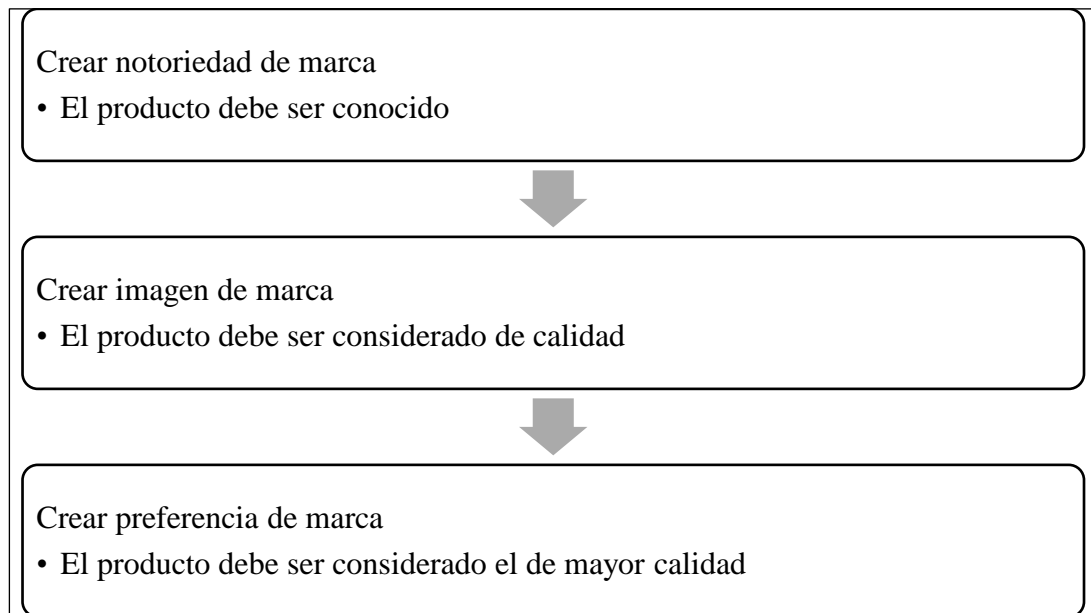 Crear notoriedad de marca
• El producto debe ser conocido
Crear imagen de marca
• El producto debe ser considerado de calidad
Crear preferencia de marca
• El producto debe ser considerado el de mayor calidad